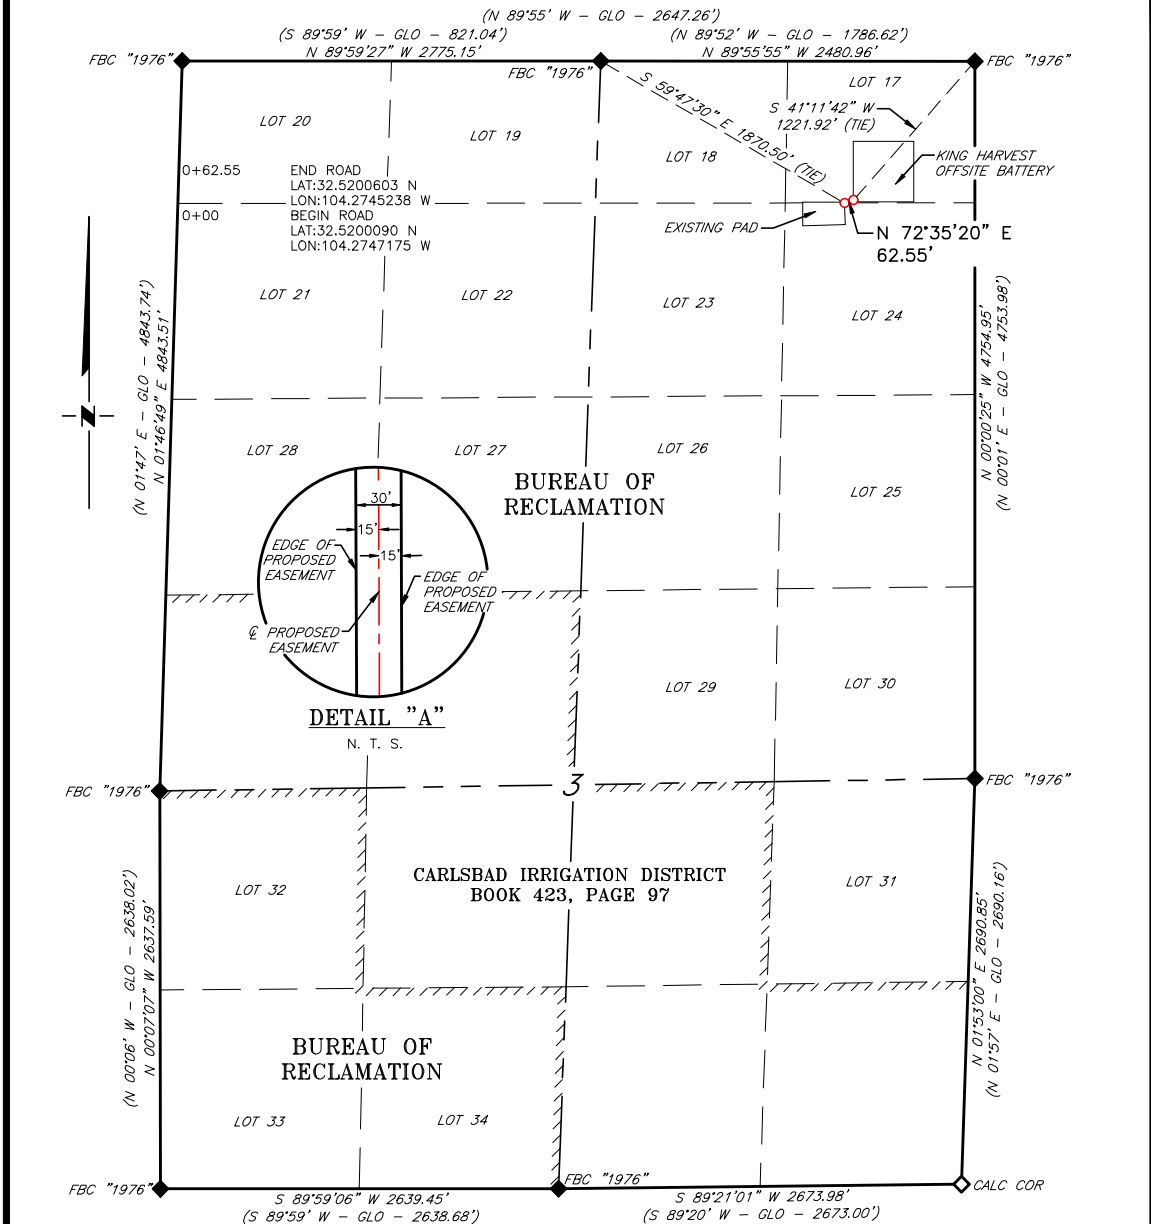 (N 89°55' W – GLO – 2647.26')
(S 89°59' W – GLO – 821.04')
(N 89°52' W – GLO – 1786.62')
N 89°59'27" W 2775.15'
N 89°55'55" W 2480.96'
FBC "1976"
FBC "1976"
FBC "1976"
LOT 17
S 59°47'30" E 1870.50' (TIE)
S 41°11'42" W
1221.92' (TIE)
LOT 20
LOT 19
LOT 18
KING HARVEST
OFFSITE BATTERY
0+62.55 END ROAD
LAT:32.5200603 N
LON:104.2745238 W
0+00 BEGIN ROAD
LAT:32.5200090 N
LON:104.2747175 W
EXISTING PAD
N 72°35'20" E
62.55'
LOT 21
LOT 22
LOT 23
LOT 24
(N 01°47' E – GLO – 4843.74')
N 01°46'49" E 4843.51'
N 00°00'25" W 4754.95'
(N 00°01' E – GLO – 4753.98')
N
LOT 28
LOT 27
LOT 26
LOT 25
BUREAU OF
RECLAMATION
30'
15'
15'
EDGE OF
PROPOSED
EASEMENT
EDGE OF
PROPOSED
EASEMENT
℄ PROPOSED
EASEMENT
DETAIL "A"
N. T. S.
LOT 29
LOT 30
FBC "1976"
3
FBC "1976"
CARLSBAD IRRIGATION DISTRICT
BOOK 423, PAGE 97
LOT 32
LOT 31
(N 00°06' W – GLO – 2638.02')
N 00°07'07" W 2637.59'
N 01°53'00" E 2690.85'
(N 01°57' E – GLO – 2690.16')
BUREAU OF
RECLAMATION
LOT 33
LOT 34
FBC "1976"
FBC "1976"
CALC COR
S 89°59'06" W 2639.45'
(S 89°59' W – GLO – 2638.68')
S 89°21'01" W 2673.98'
(S 89°20' W – GLO – 2673.00')